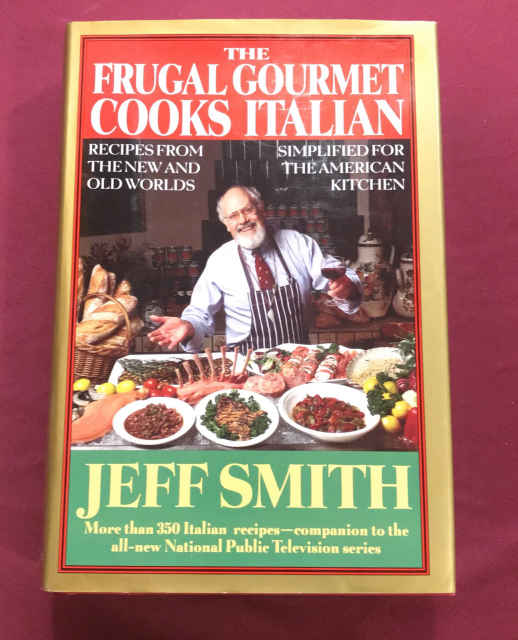 THE
FRUGAL GOURMET
COOKS ITALIAN
RECIPES FROM
THE NEW AND
OLD WORLDS
SIMPLIFIED FOR
THE AMERICAN
KITCHEN
JEFF SMITH
More than 350 Italian recipes—companion to the
all-new National Public Television series